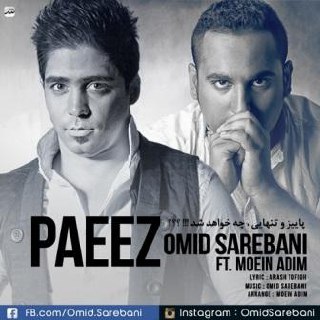 پاییز و تنهایی ، چه خواهد شد !!! ؟؟؟
PAEEZ
OMID SAREBANI
FT. MOEIN ADIM
LYRIC : ARASH TOFIGH
MUSIC : OMID SAREBANI
ARRANGE : MOEIN ADIM
FB.com/Omid.Sarebani
Instagram : OmidSarebani